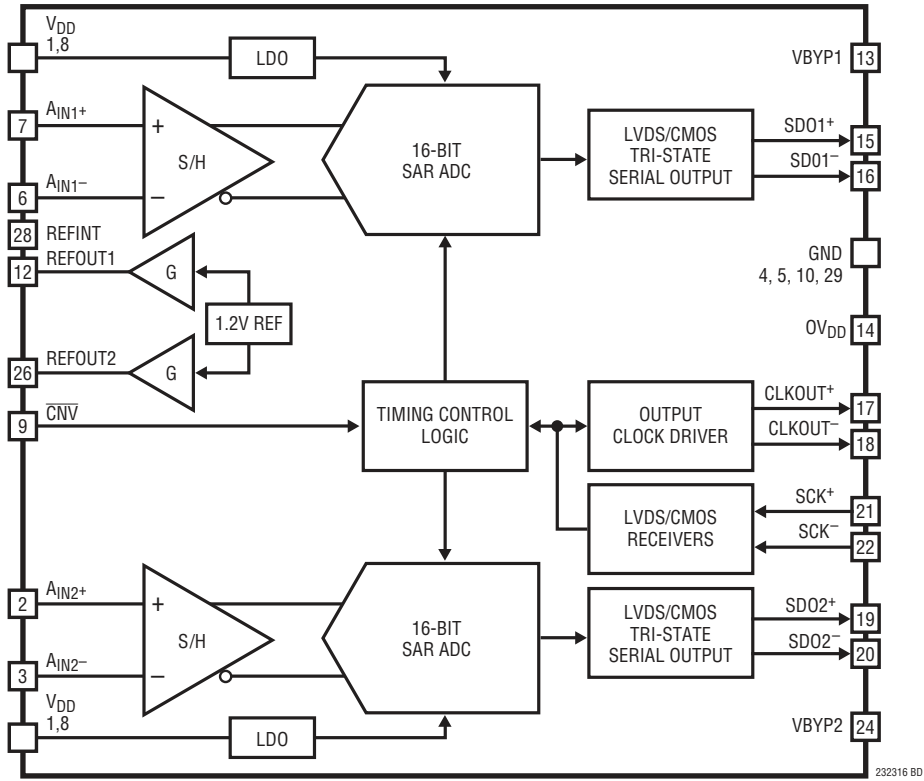 VDD
1,8
LDO
VBYP1
13
7
AIN1+
+
S/H
–
6
AIN1–
16-BIT
SAR ADC
LVDS/CMOS
TRI-STATE
SERIAL OUTPUT
SDO1+
15
SDO1–
16
28
REFINT
12
REFOUT1
G
1.2V REF
GND
4, 5, 10, 29
26
REFOUT2
G
OVDD
14
9
CNV
TIMING CONTROL
LOGIC
OUTPUT
CLOCK DRIVER
CLKOUT+
17
CLKOUT–
18
LVDS/CMOS
RECEIVERS
SCK+
21
SCK–
22
2
AIN2+
+
S/H
–
3
AIN2–
16-BIT
SAR ADC
LVDS/CMOS
TRI-STATE
SERIAL OUTPUT
SDO2+
19
SDO2–
20
VDD
1,8
LDO
VBYP2
24
232316 BD